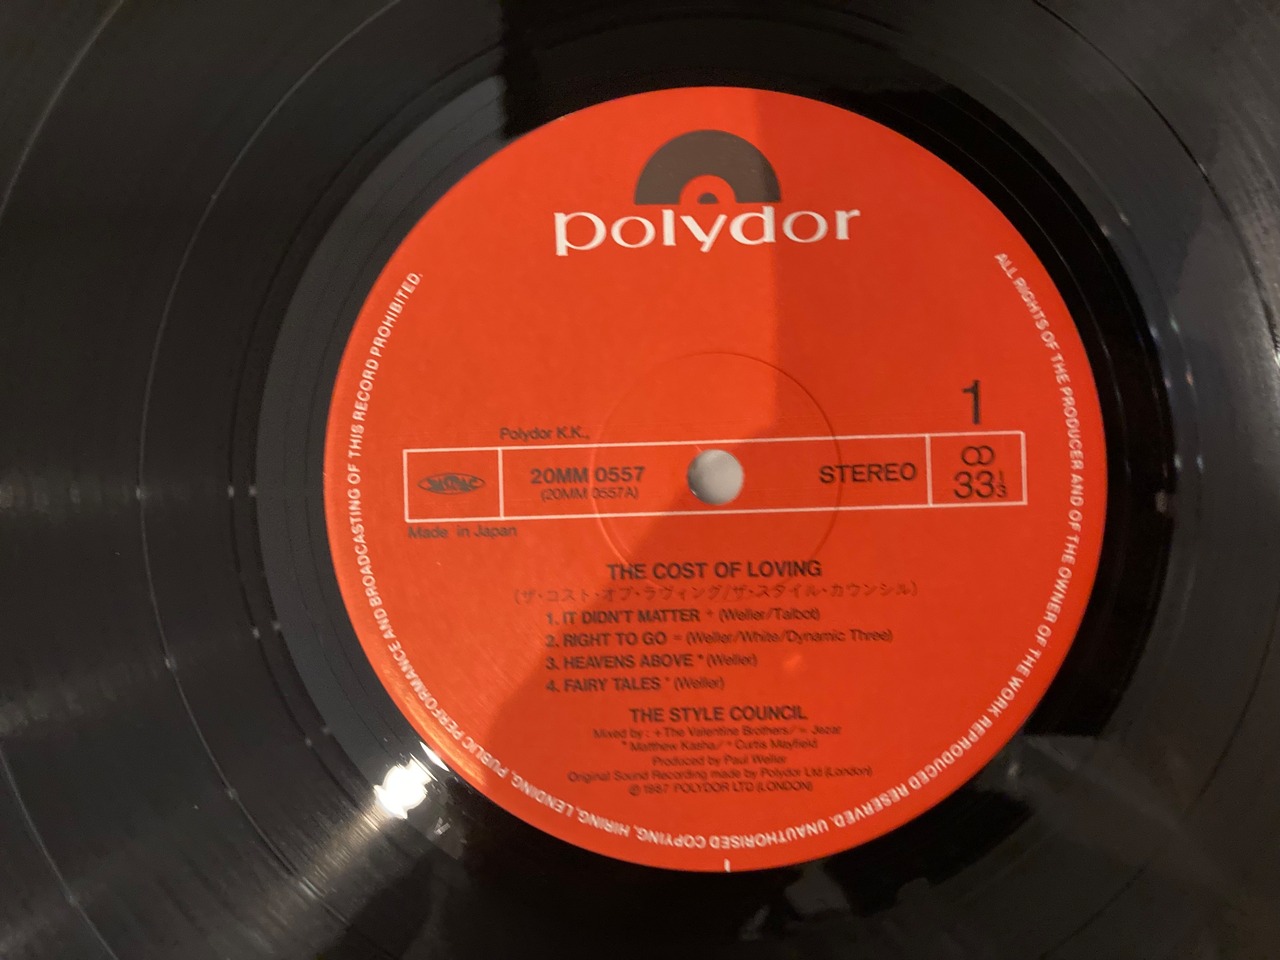 polydor
ALL RIGHTS OF THE PRODUCER AND OF THE OWNER OF THE WORK REPRODUCED RESERVED. UNAUTHORISED COPYING, HIRING, LENDING, PUBLIC PERFORMANCE AND BROADCASTING OF THIS RECORD PROHIBITED.
1
Polydor K.K.,
JASRAC 20MM 0557 STEREO 33 1/3
(20MM 0557A)
Made in Japan
THE COST OF LOVING
(ザ・コスト・オブ・ラヴィング/ザ・スタイル・カウンシル)
1. IT DIDN'T MATTER + (Weller/Talbot)
2. RIGHT TO GO = (Weller/White/Dynamic Three)
3. HEAVENS ABOVE * (Weller)
4. FAIRY TALES ° (Weller)
THE STYLE COUNCIL
Mixed by : +The Valentine Brothers/= Jezar
* Matthew Kasha/ ° Curtis Mayfield
Produced by Paul Weller
Original Sound Recording made by Polydor Ltd (London)
℗ 1987 POLYDOR LTD (LONDON)